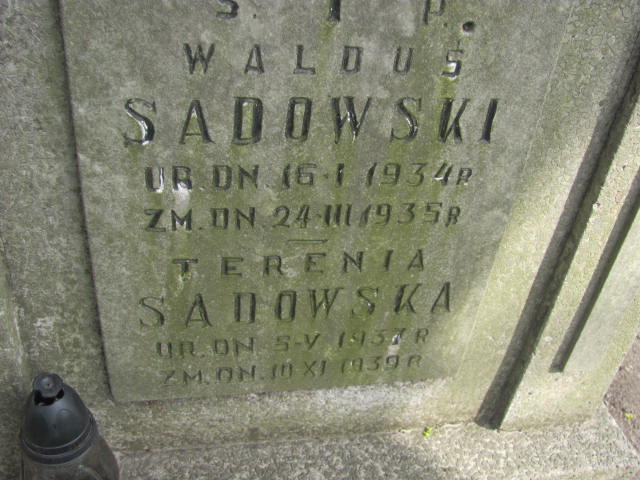 Ś. † P.
WALDUŚ
SADOWSKI
UR. DN. 16·I 1934 R
ZM. DN. 24·III 1935 R
TERENIA
SADOWSKA
UR. DN 5-V 1937 R
ZM. DN. 10 XI 1939 R